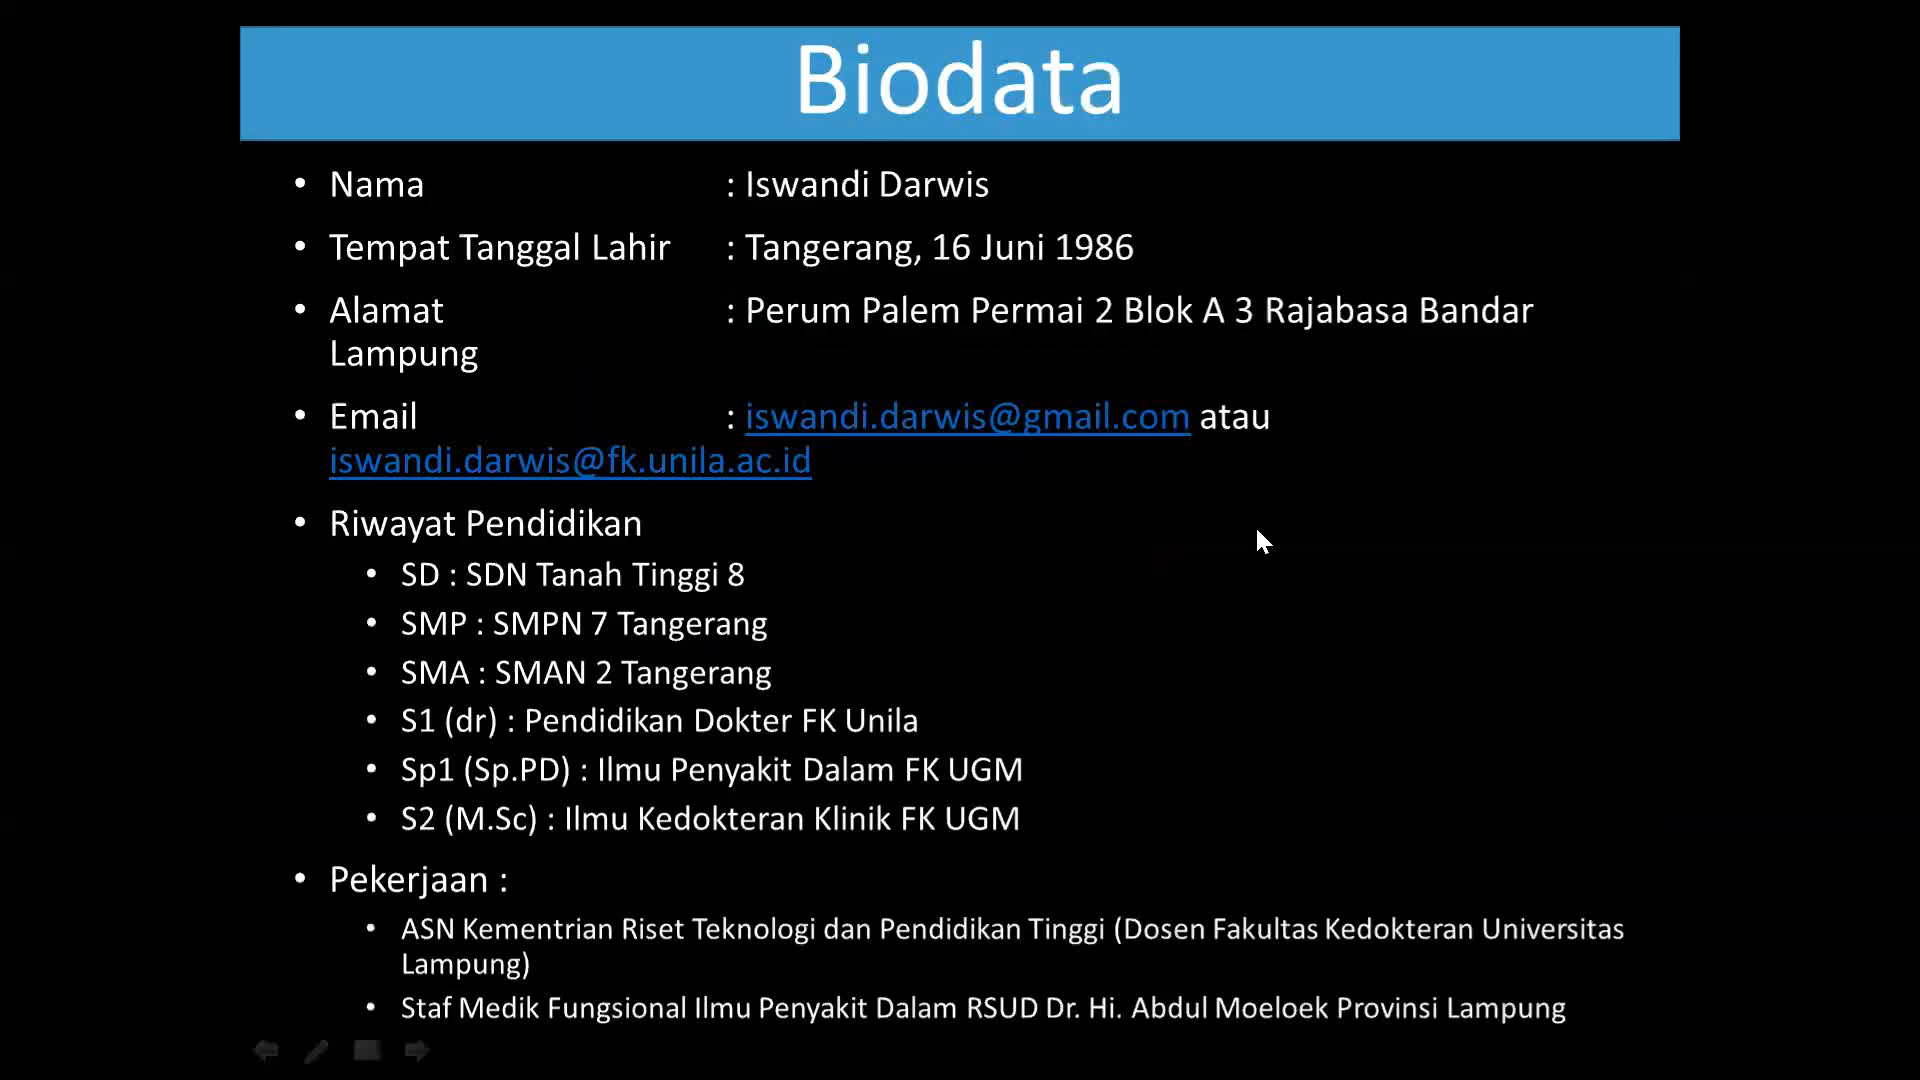 Biodata
• Nama : Iswandi Darwis
• Tempat Tanggal Lahir : Tangerang, 16 Juni 1986
• Alamat : Perum Palem Permai 2 Blok A 3 Rajabasa Bandar
Lampung
• Email : iswandi.darwis@gmail.com atau
iswandi.darwis@fk.unila.ac.id
• Riwayat Pendidikan
• SD : SDN Tanah Tinggi 8
• SMP : SMPN 7 Tangerang
• SMA : SMAN 2 Tangerang
• S1 (dr) : Pendidikan Dokter FK Unila
• Sp1 (Sp.PD) : Ilmu Penyakit Dalam FK UGM
• S2 (M.Sc) : Ilmu Kedokteran Klinik FK UGM
• Pekerjaan :
• ASN Kementrian Riset Teknologi dan Pendidikan Tinggi (Dosen Fakultas Kedokteran Universitas
Lampung)
• Staf Medik Fungsional Ilmu Penyakit Dalam RSUD Dr. Hi. Abdul Moeloek Provinsi Lampung